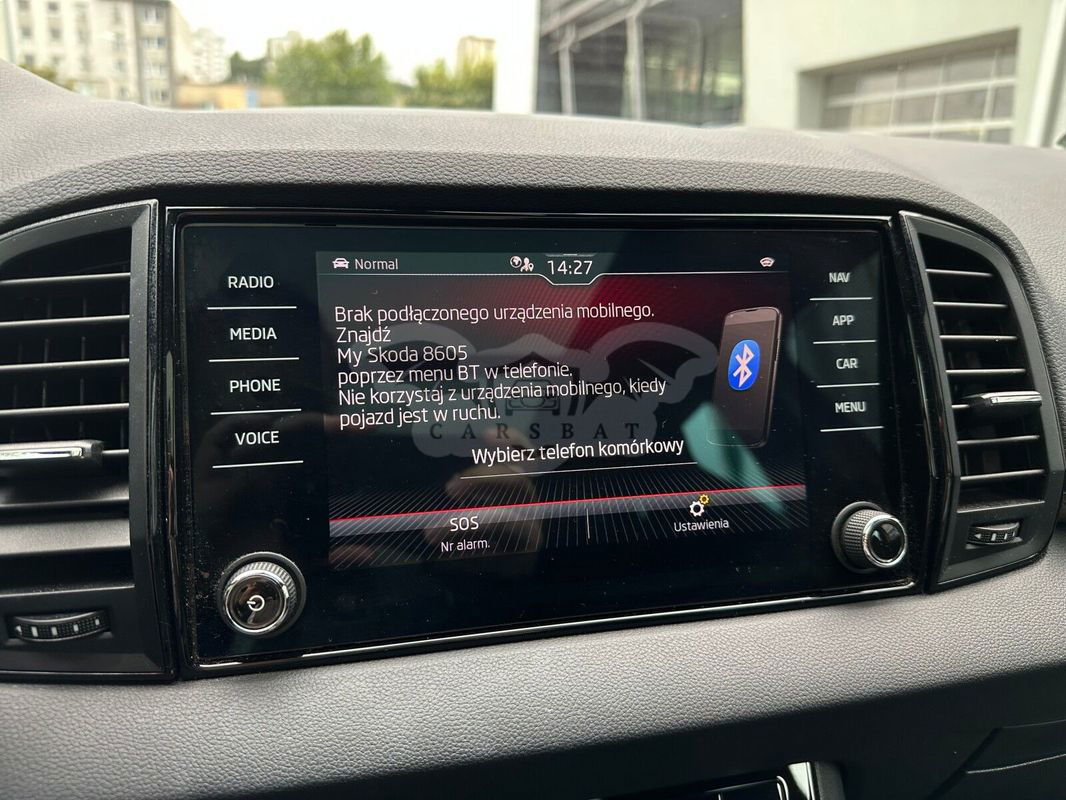 Normal
14:27
RADIO
MEDIA
PHONE
VOICE
Brak podłączonego urządzenia mobilnego.
Znajdź
My Skoda 8605
poprzez menu BT w telefonie.
Nie korzystaj z urządzenia mobilnego, kiedy
pojazd jest w ruchu.
CARSBAT
Wybierz telefon komórkowy
SOS
Nr alarm.
Ustawienia
NAV
APP
CAR
MENU